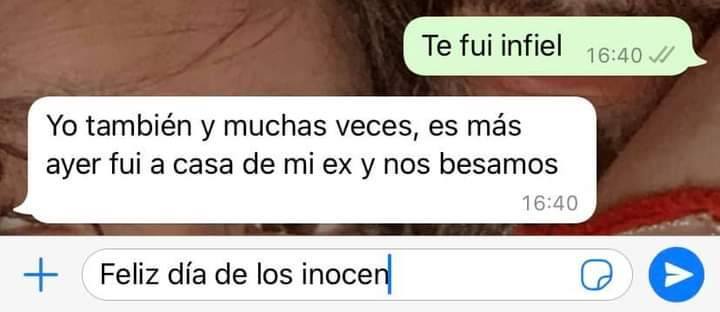 Te fui infiel
16:40
Yo también y muchas veces, es más
ayer fui a casa de mi ex y nos besamos
16:40
Feliz día de los inocen